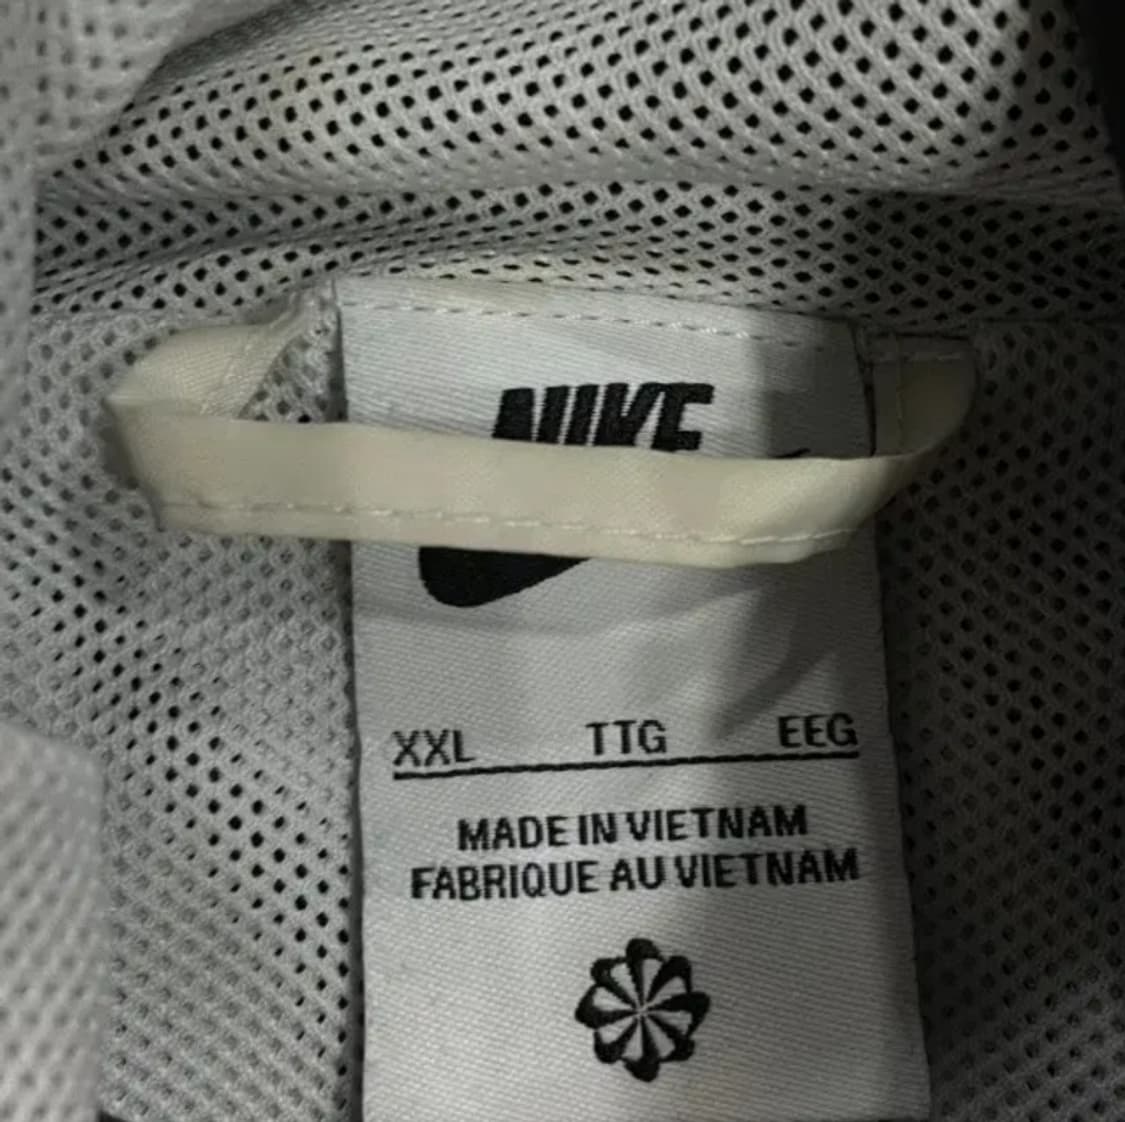 NIKE
XXL TTG EEG
MADE IN VIETNAM
FABRIQUE AU VIETNAM